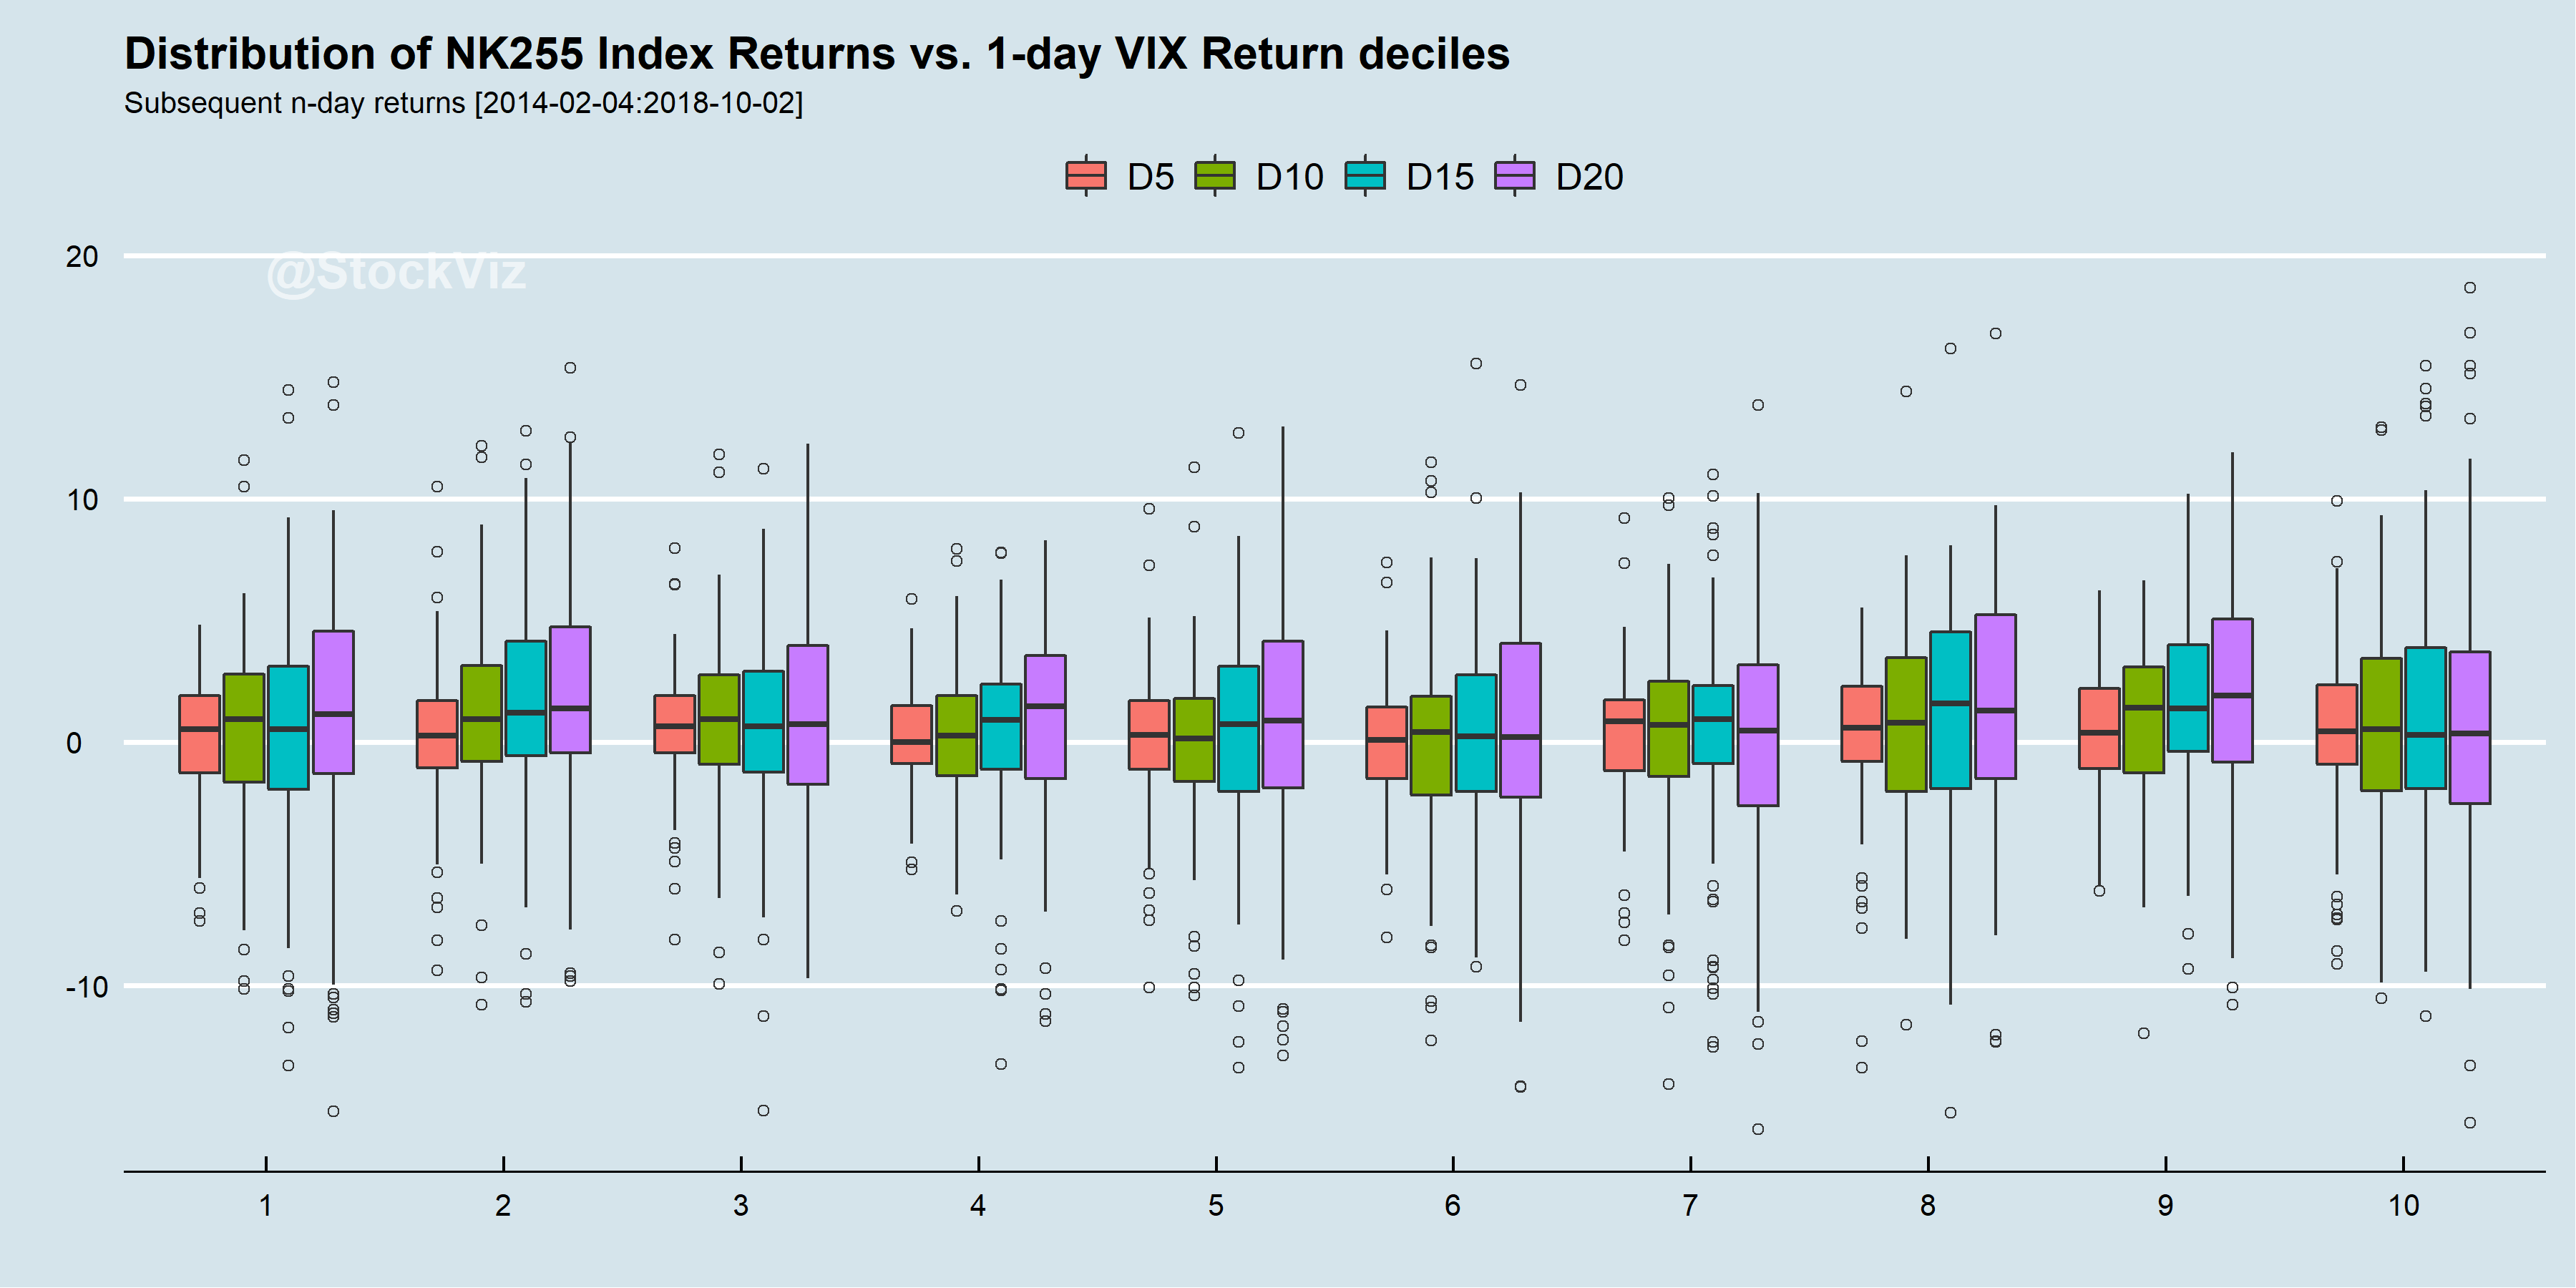 Distribution of NK255 Index Returns vs. 1-day VIX Return deciles
Subsequent n-day returns [2014-02-04:2018-10-02]
D5 D10 D15 D20
20
@StockViz
10
0
-10
1 2 3 4 5 6 7 8 9 10